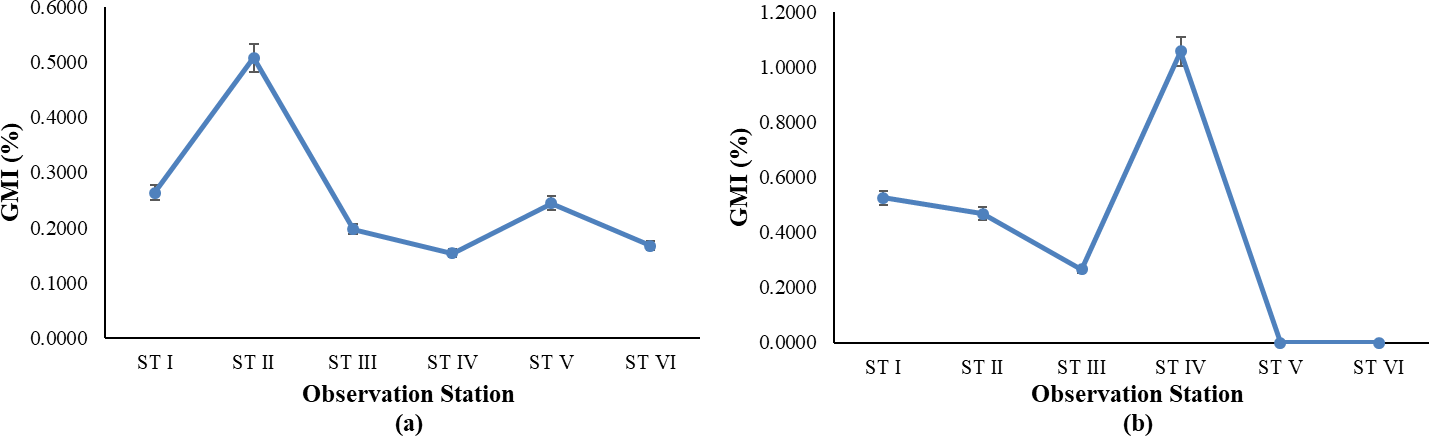 0.6000
0.5000
0.4000
0.3000
0.2000
0.1000
0.0000
GMI (%)
ST I ST II ST III ST IV ST V ST VI
Observation Station
(a)
1.2000
1.0000
0.8000
0.6000
0.4000
0.2000
0.0000
GMI (%)
ST I ST II ST III ST IV ST V ST VI
Observation Station
(b)